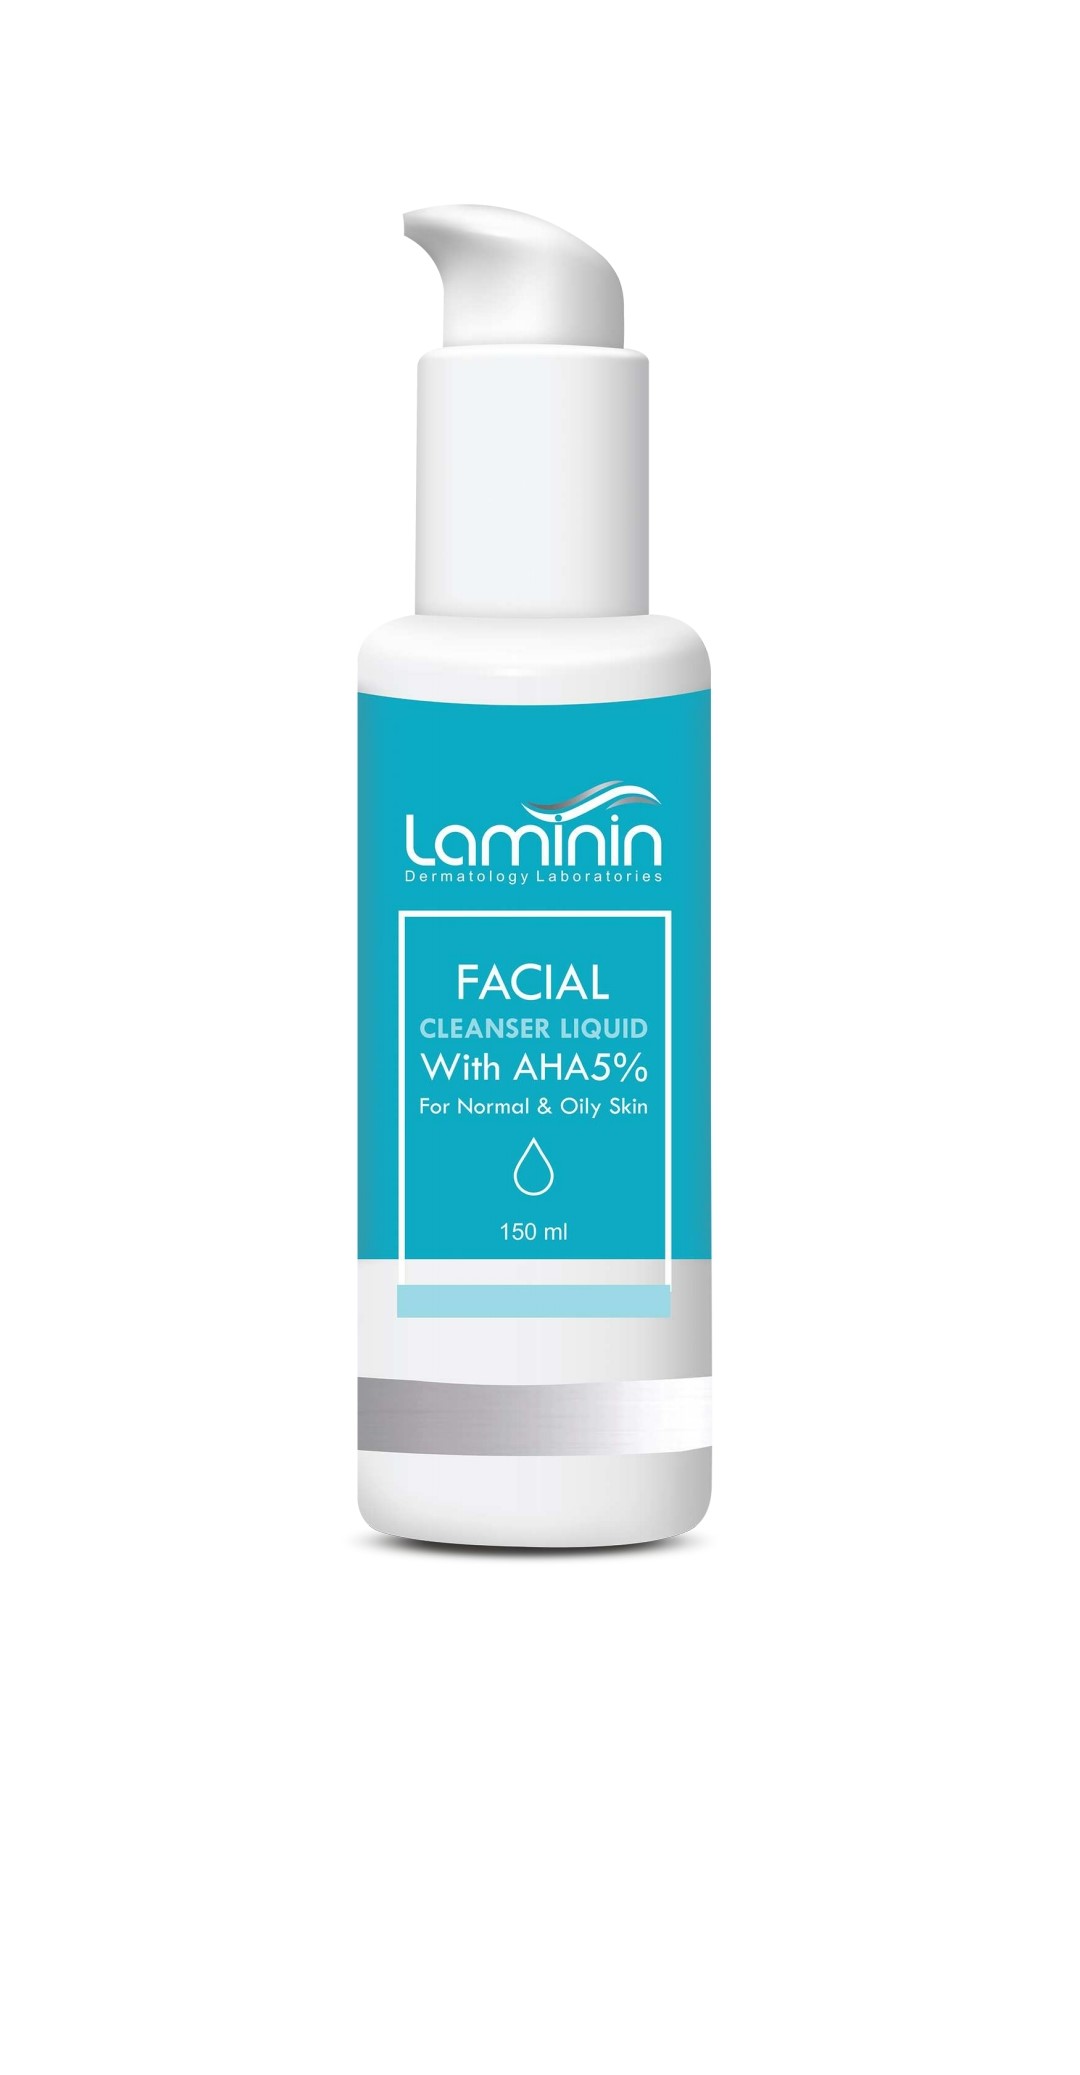 Laminin
Dermatology Laboratories
FACIAL
CLEANSER LIQUID
With AHA5%
For Normal & Oily Skin
150 ml